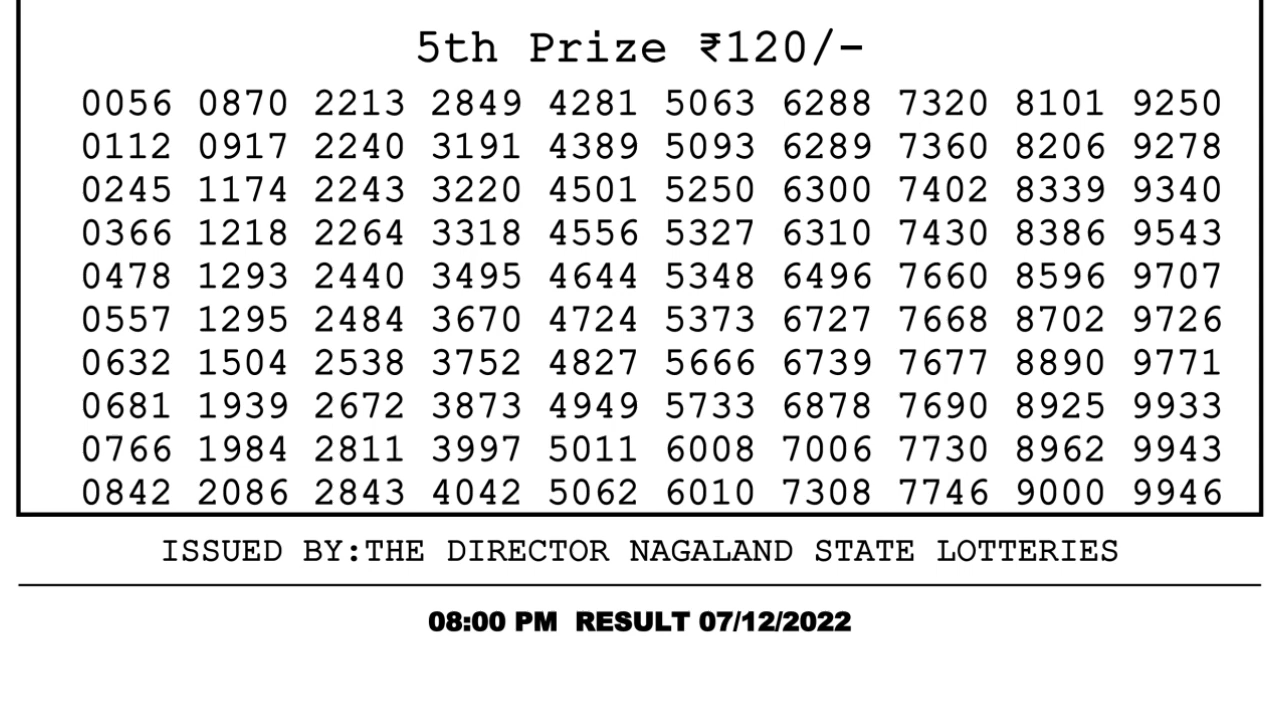 5th Prize ₹120/-
0056 0870 2213 2849 4281 5063 6288 7320 8101 9250
0112 0917 2240 3191 4389 5093 6289 7360 8206 9278
0245 1174 2243 3220 4501 5250 6300 7402 8339 9340
0366 1218 2264 3318 4556 5327 6310 7430 8386 9543
0478 1293 2440 3495 4644 5348 6496 7660 8596 9707
0557 1295 2484 3670 4724 5373 6727 7668 8702 9726
0632 1504 2538 3752 4827 5666 6739 7677 8890 9771
0681 1939 2672 3873 4949 5733 6878 7690 8925 9933
0766 1984 2811 3997 5011 6008 7006 7730 8962 9943
0842 2086 2843 4042 5062 6010 7308 7746 9000 9946
ISSUED BY:THE DIRECTOR NAGALAND STATE LOTTERIES
08:00 PM RESULT 07/12/2022